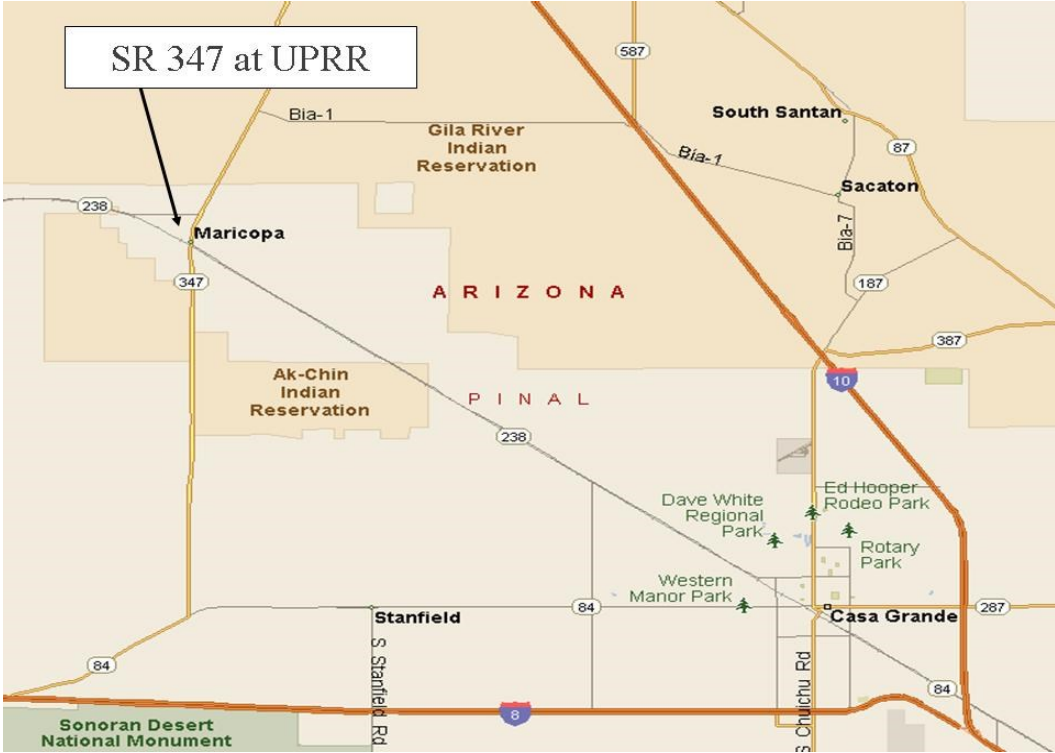 SR 347 at UPRR
587
Bia-1
Gila River
Indian
Reservation
South Santan
87
Bia-1
Sacaton
238
Maricopa
Bia-7
347
187
A R I Z O N A
387
Ak-Chin
Indian
Reservation
10
P I N A L
238
Dave White
Regional
Park
Ed Hooper
Rodeo Park
Rotary
Park
Western
Manor Park
84
Stanfield
Casa Grande
287
S Stanfield Rd
S Chuichu Rd
84
84
8
Sonoran Desert
National Monument